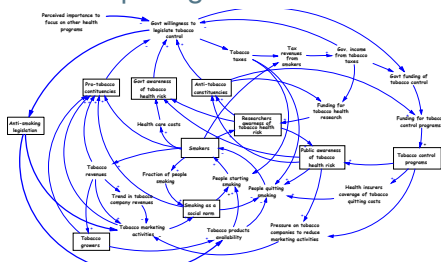 Perceived importance to
focus on other health
programs
Govt willingness to
legislate tobacco
control
Tobacco
taxes
Tax
revenues
from
smokers
Gov. income
from tobacco
taxes
Govt funding of
tobacco control
Pro-tobacco
contituencies
Govt awareness
of tobacco
health risk
Anti-tobacco
constituencies
Funding for
tobacco health
research
Anti-smoking
legislation
Health care costs
Researchers
awareness of
tobacco health
risk
Funding for tobacco
control programs
Smokers
Public awareness
of tobacco
health risk
Tobacco control
programs
Tobacco
revenues
Fraction of people
smoking
People starting
smoking
People quitting
smoking
Health insurers
coverage of tobacco
quitting costs
Trend in tobacco
company revenues
Smoking as a
social norm
Tobacco marketing
activities
Tobacco products
availability
Pressure on tobacco
companies to reduce
marketing activities
Tobacco
growers